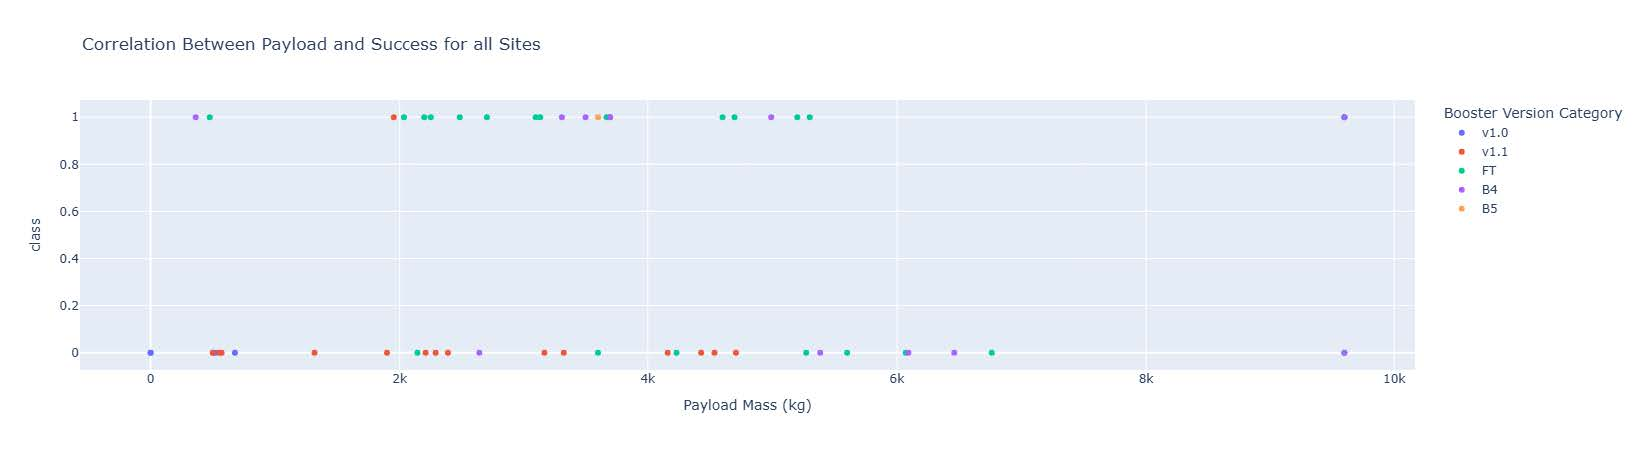 Correlation Between Payload and Success for all Sites
Booster Version Category
v1.0
v1.1
FT
B4
B5
class
1
0.8
0.6
0.4
0.2
0
0 2k 4k 6k 8k 10k
Payload Mass (kg)